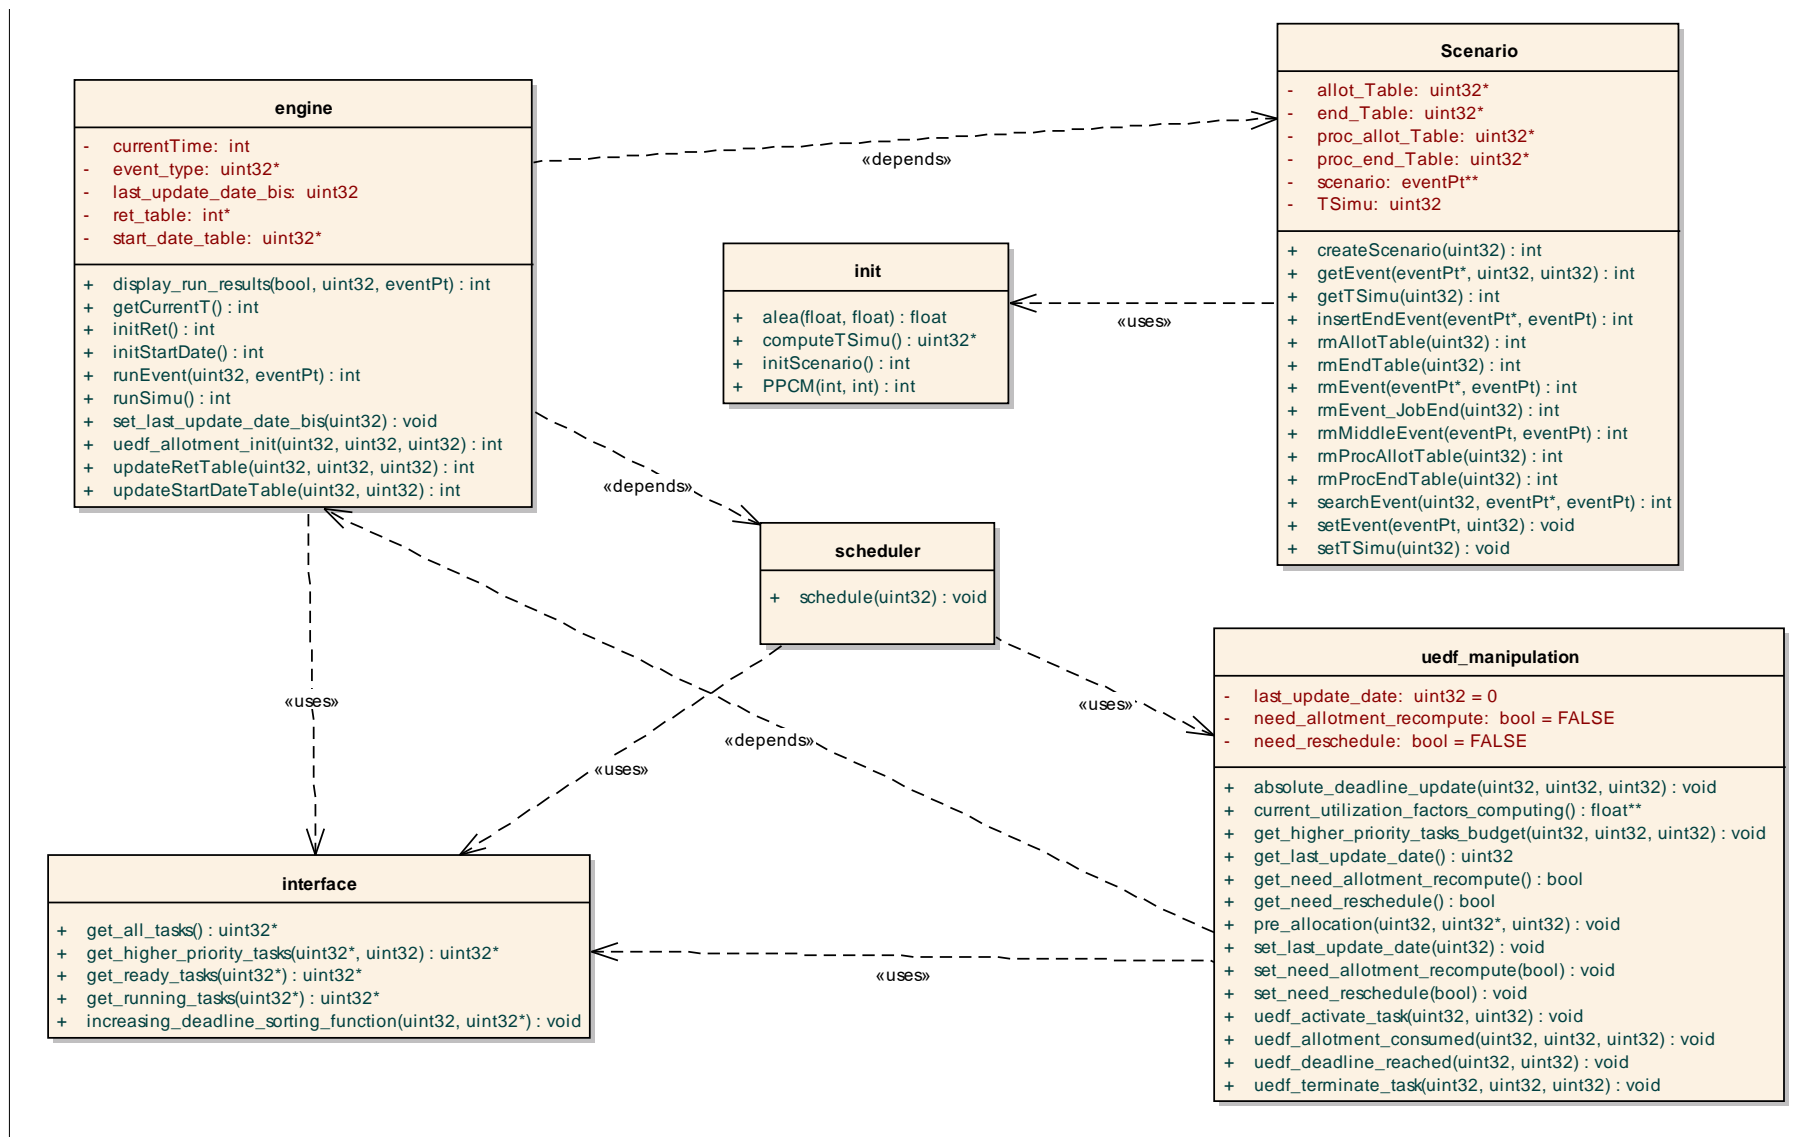 engine
- currentTime: int
- event_type: uint32*
- last_update_date_bis: uint32
- ret_table: int*
- start_date_table: uint32*
+ display_run_results(bool, uint32, eventPt) : int
+ getCurrentT() : int
+ initRet() : int
+ initStartDate() : int
+ runEvent(uint32, eventPt) : int
+ runSimu() : int
+ set_last_update_date_bis(uint32) : void
+ uedf_allotment_init(uint32, uint32, uint32) : int
+ updateRetTable(uint32, uint32, uint32) : int
+ updateStartDateTable(uint32, uint32) : int
«depends»
Scenario
- allot_Table: uint32*
- end_Table: uint32*
- proc_allot_Table: uint32*
- proc_end_Table: uint32*
- scenario: eventPt**
- TSimu: uint32
+ createScenario(uint32) : int
+ getEvent(eventPt*, uint32, uint32) : int
+ getTSimu(uint32) : int
+ insertEndEvent(eventPt*, eventPt) : int
+ rmAllotTable(uint32) : int
+ rmEndTable(uint32) : int
+ rmEvent(eventPt*, eventPt) : int
+ rmEvent_JobEnd(uint32) : int
+ rmMiddleEvent(eventPt, eventPt) : int
+ rmProcAllotTable(uint32) : int
+ rmProcEndTable(uint32) : int
+ searchEvent(uint32, eventPt*, eventPt) : int
+ setEvent(eventPt, uint32) : void
+ setTSimu(uint32) : void
init
+ alea(float, float) : float
+ computeTSimu() : uint32*
+ initScenario() : int
+ PPCM(int, int) : int
«uses»
«depends»
scheduler
+ schedule(uint32) : void
«uses»
«uses»
«depends»
«uses»
uedf_manipulation
- last_update_date: uint32 = 0
- need_allotment_recompute: bool = FALSE
- need_reschedule: bool = FALSE
+ absolute_deadline_update(uint32, uint32, uint32) : void
+ current_utilization_factors_computing() : float**
+ get_higher_priority_tasks_budget(uint32, uint32, uint32) : void
+ get_last_update_date() : uint32
+ get_need_allotment_recompute() : bool
+ get_need_reschedule() : bool
+ pre_allocation(uint32, uint32*, uint32) : void
+ set_last_update_date(uint32) : void
+ set_need_allotment_recompute(bool) : void
+ set_need_reschedule(bool) : void
+ uedf_activate_task(uint32, uint32) : void
+ uedf_allotment_consumed(uint32, uint32, uint32) : void
+ uedf_deadline_reached(uint32, uint32) : void
+ uedf_terminate_task(uint32, uint32, uint32) : void
interface
+ get_all_tasks() : uint32*
+ get_higher_priority_tasks(uint32*, uint32) : uint32*
+ get_ready_tasks(uint32*) : uint32*
+ get_running_tasks(uint32*) : uint32*
+ increasing_deadline_sorting_function(uint32, uint32*) : void
«uses»